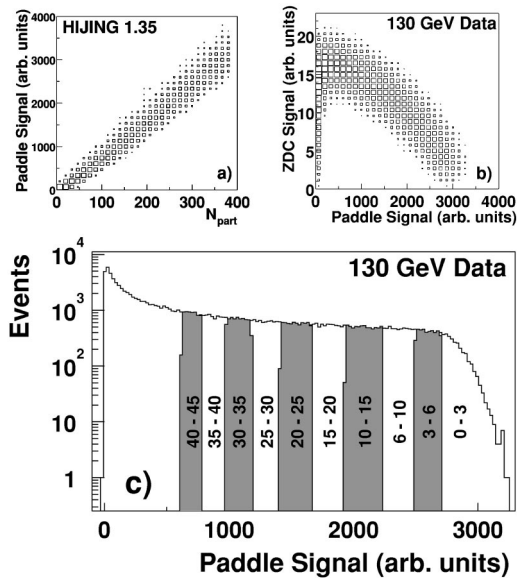 HIJING 1.35
Paddle Signal (arb. units)
4000
3000
2000
1000
0
0 100 200 300 400
N_part
a)
130 GeV Data
ZDC Signal (arb. units)
20
15
10
5
0
0 1000 2000 3000 4000
Paddle Signal (arb. units)
b)
130 GeV Data
Events
10^4
10^3
10^2
10
1
40 - 45
35 - 40
30 - 35
25 - 30
20 - 25
15 - 20
10 - 15
6 - 10
3 - 6
0 - 3
c)
0 1000 2000 3000
Paddle Signal (arb. units)